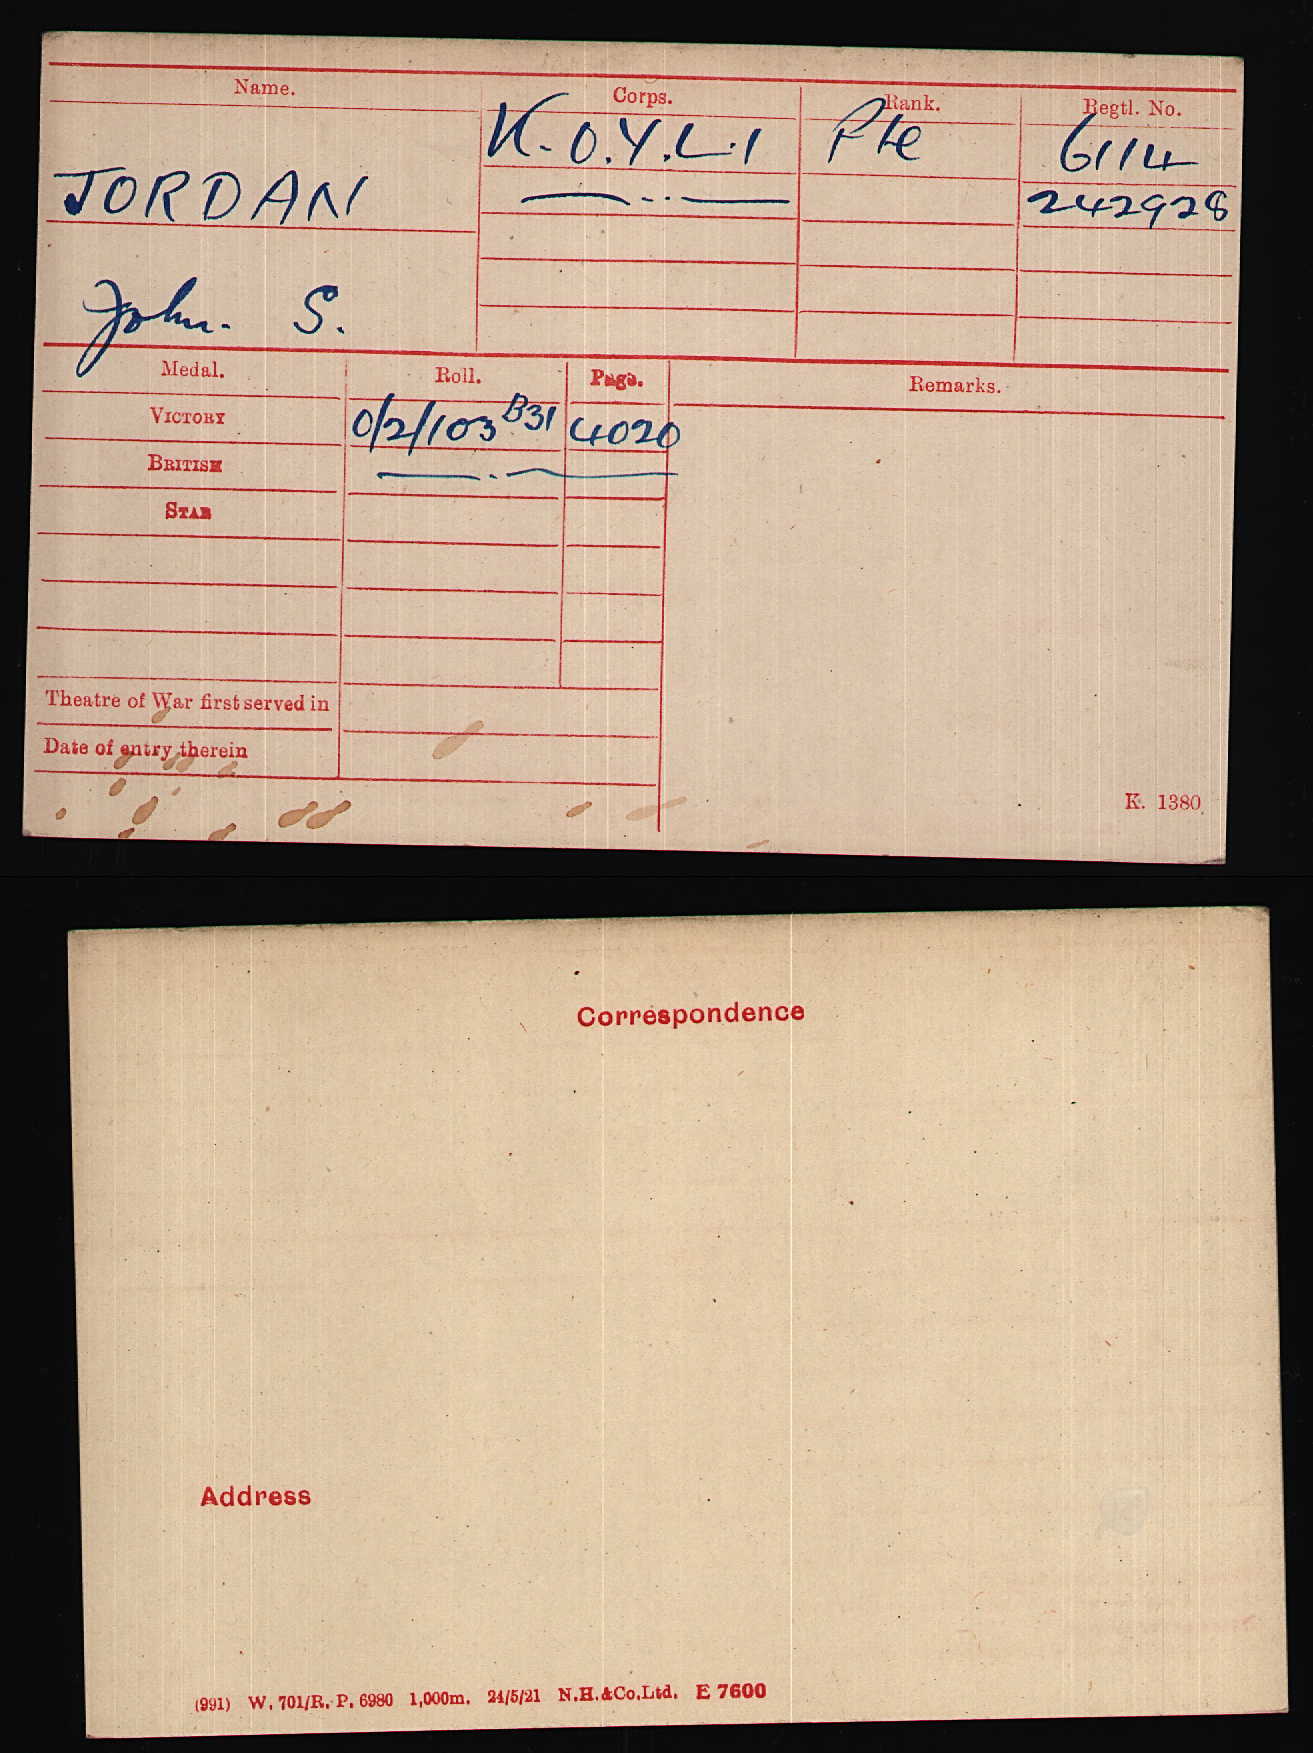 Name. Corps. Rank. Regtl. No.
JORDAN K.O.Y.L.I Pte 6114
—"— 242928
John. S.
Medal. Roll. Page. Remarks.
VICTORY 0/2/103 B31 4020
BRITISH —"—
STAR
Theatre of War first served in
Date of entry therein
K. 1380
Correspondence
Address
(991) W. 701/R. P. 6980 1,000m. 24/5/21 N.H.&Co.Ltd. E 7600